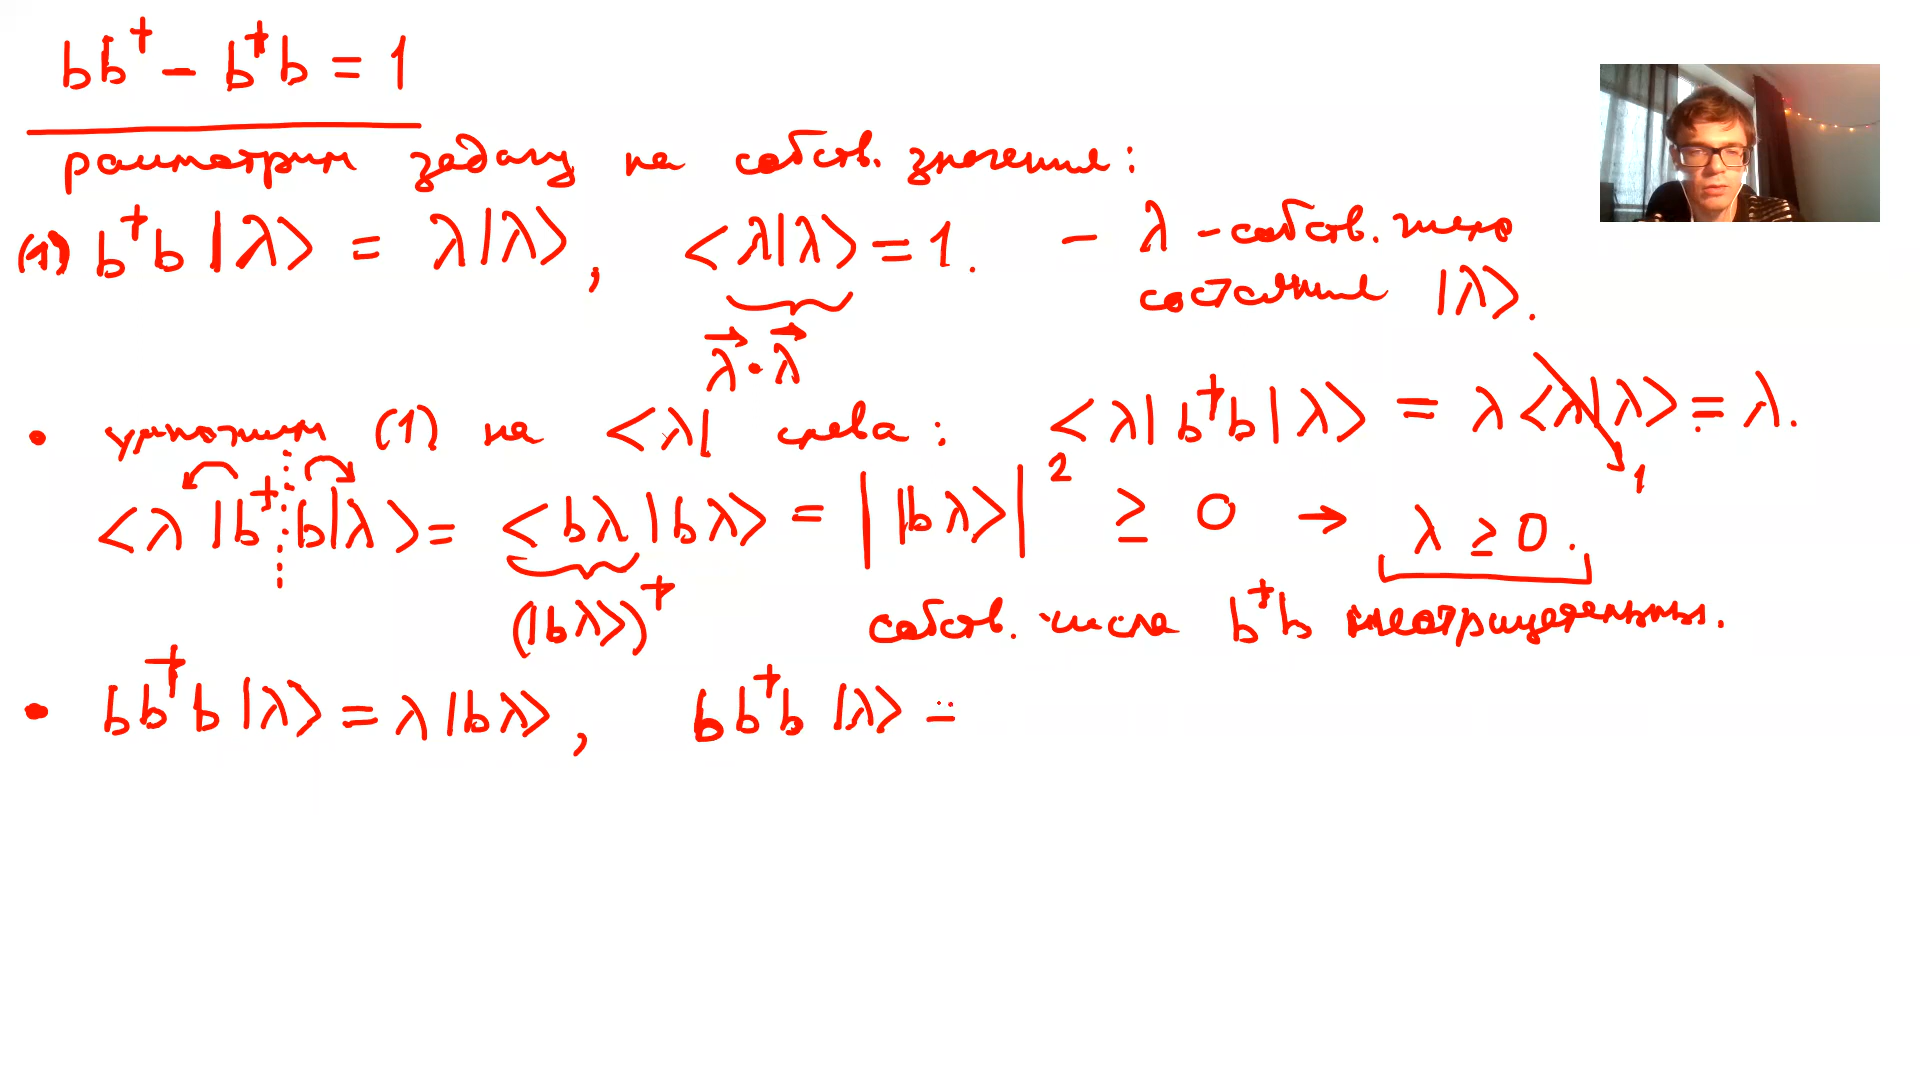 bb⁺ − b⁺b = 1
рассмотрим задачу на собств. значения:
(1) b⁺b |λ⟩ = λ|λ⟩, ⟨λ|λ⟩ = 1. − λ − собств. число
состояния |λ⟩.
λ⃗ · λ⃗
• умножим (1) на ⟨λ| слева: ⟨λ| b⁺b |λ⟩ = λ⟨λ|λ⟩ = λ.
1
⟨λ|b⁺ b|λ⟩ = ⟨bλ|bλ⟩ = | |bλ⟩ |² ≥ 0 → λ ≥ 0.
(|bλ⟩)⁺ собств. числа b⁺b неотрицательны.
• bb⁺b |λ⟩ = λ|bλ⟩, bb⁺b |λ⟩ =